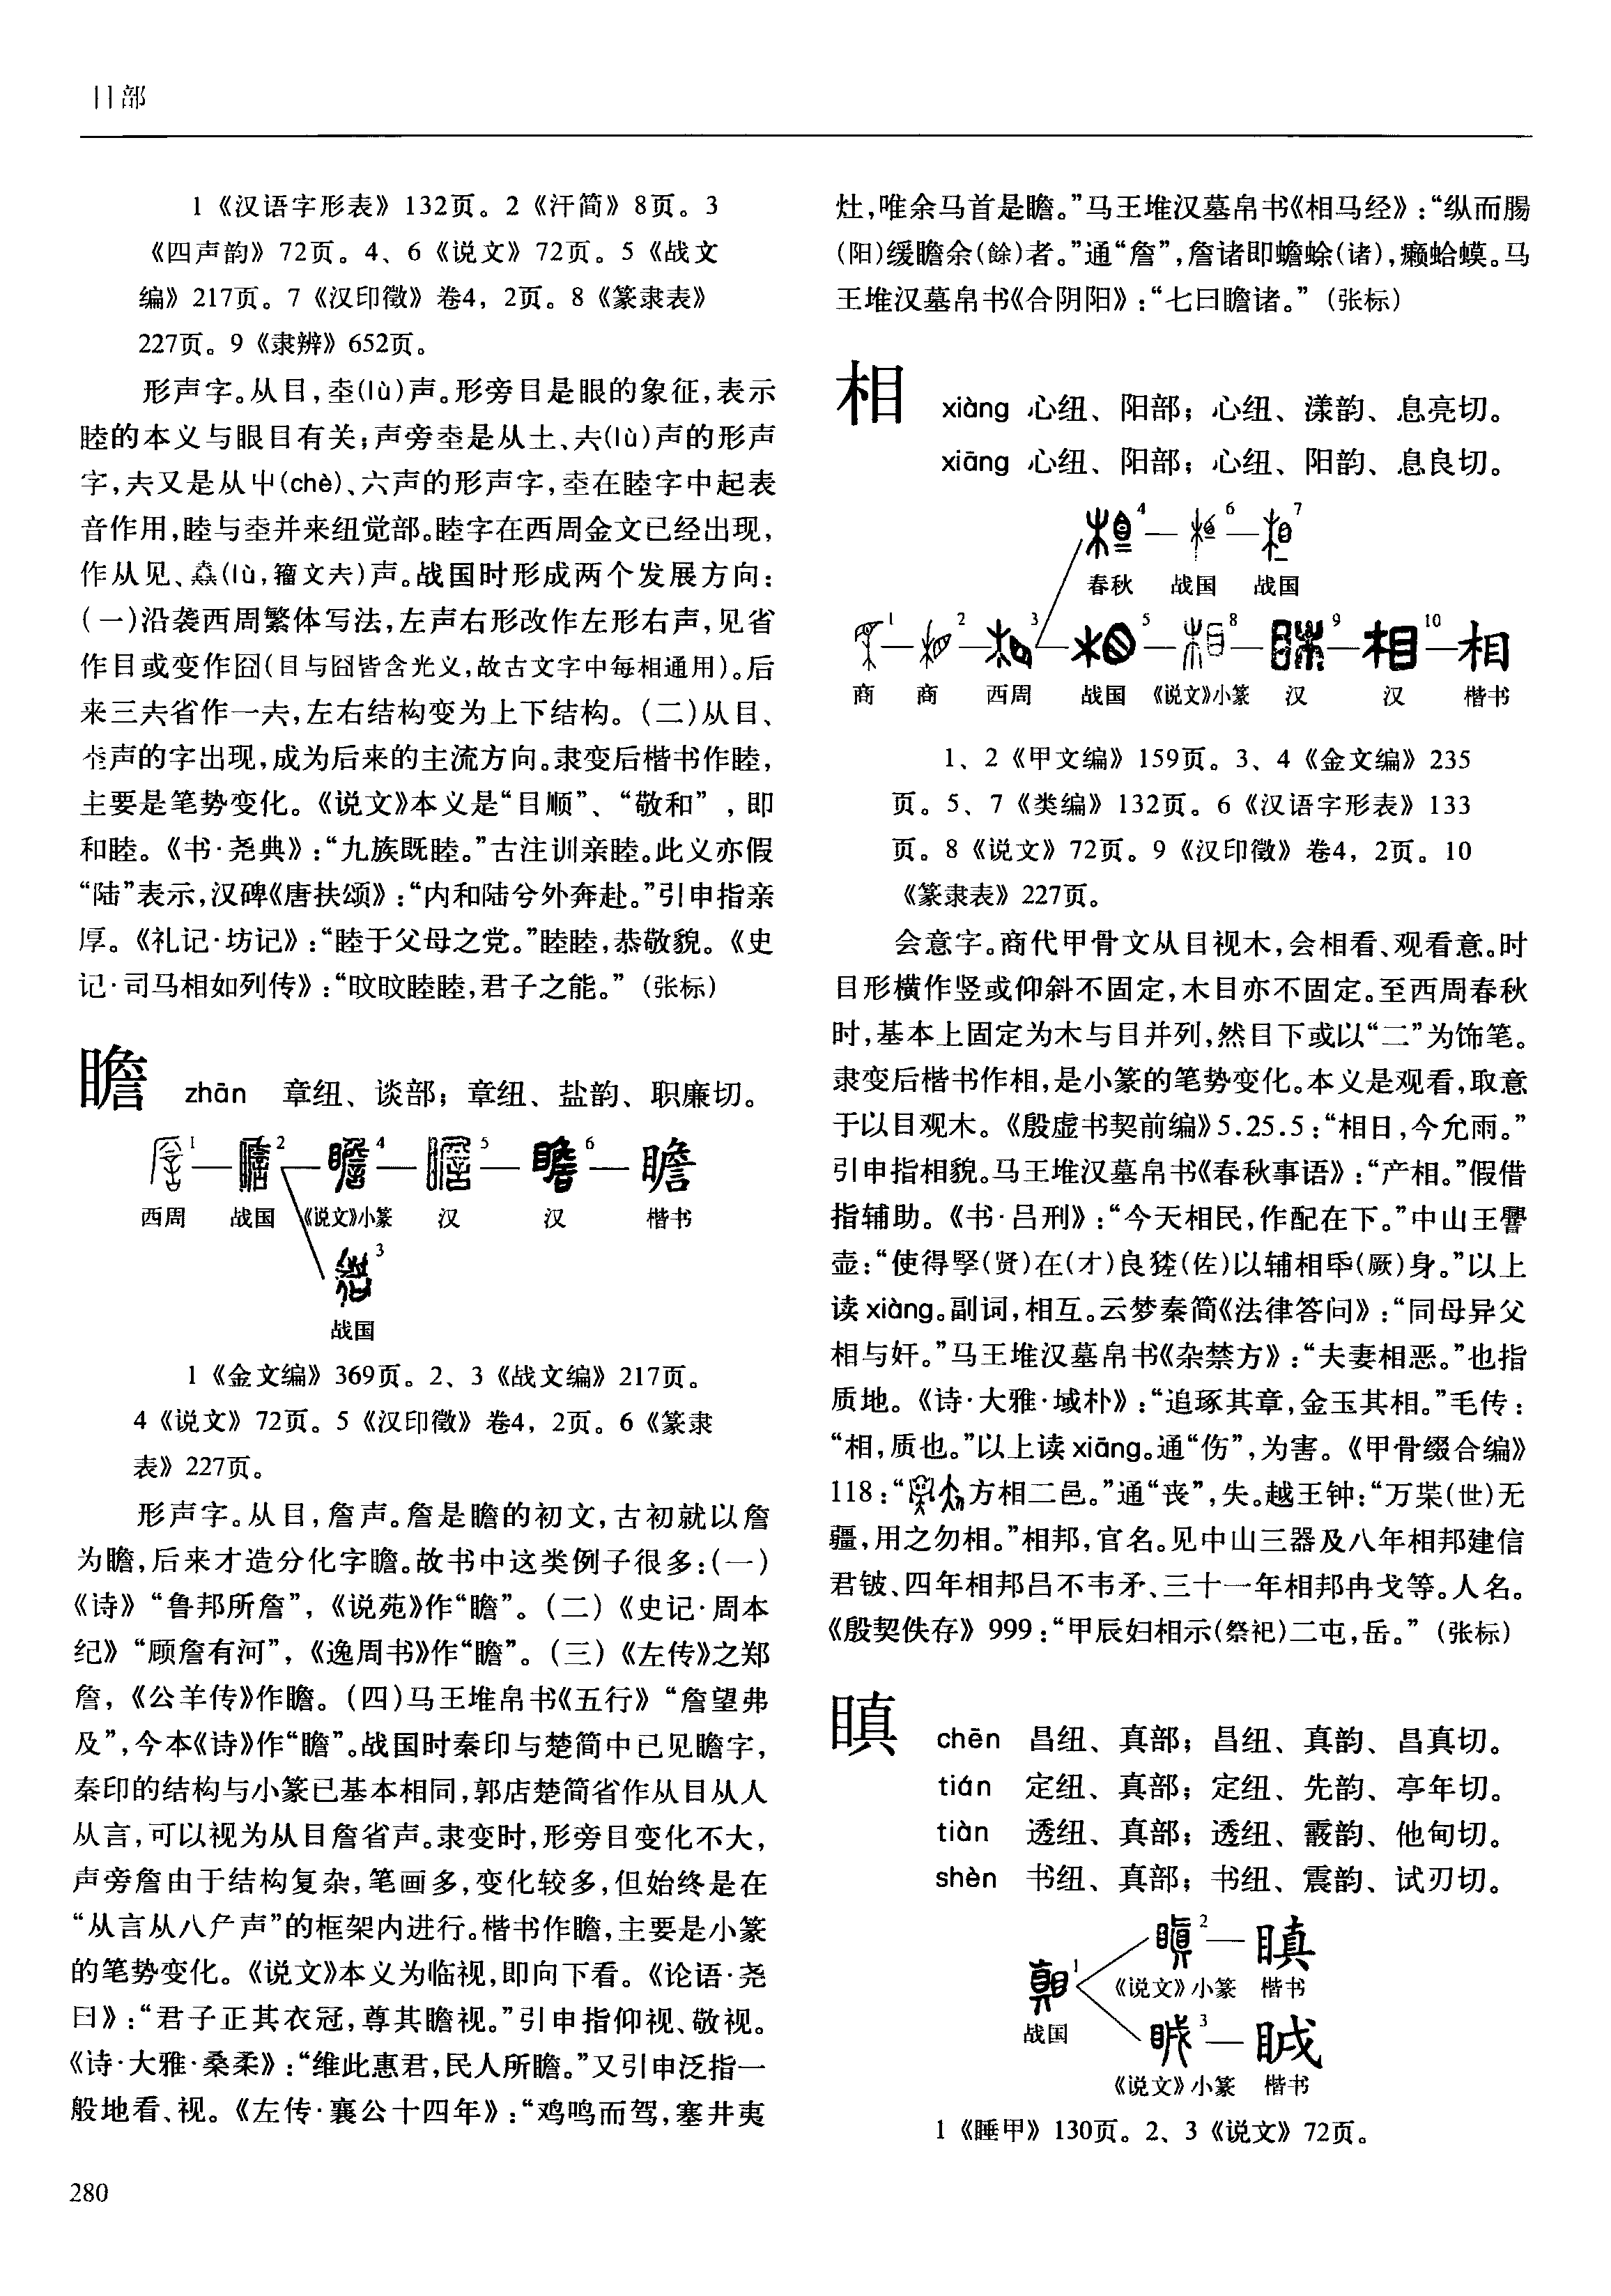 目部
1《汉语字形表》132页。2《汗简》8页。3
《四声韵》72页。4、6《说文》72页。5《战文
编》217页。7《汉印徵》卷4，2页。8《篆隶表》
227页。9《隶辨》652页。
形声字。从目，坴(lù)声。形旁目是眼的象征，表示
睦的本义与眼目有关；声旁坴是从土、圥(lù)声的形声
字，圥又是从屮(chè)、六声的形声字，坴在睦字中起表
音作用，睦与坴并来纽觉部。睦字在西周金文已经出现，
作从见、(lù，籀文圥)声。战国时形成两个发展方向：
(一)沿袭西周繁体写法，左声右形改作左形右声，见省
作目或变作囧(目与囧皆含光义，故古文字中每相通用)。后
来三圥省作一圥，左右结构变为上下结构。(二)从目、
坴声的字出现，成为后来的主流方向。隶变后楷书作睦，
主要是笔势变化。《说文》本义是“目顺”、“敬和”，即
和睦。《书·尧典》：“九族既睦。”古注训亲睦。此义亦假
“陆”表示，汉碑《唐扶颂》：“内和陆兮外奔赴。”引申指亲
厚。《礼记·坊记》：“睦于父母之党。”睦睦，恭敬貌。《史
记·司马相如列传》：“旼旼睦睦，君子之能。”(张标)
瞻 zhān 章纽、谈部；章纽、盐韵、职廉切。
1 2 4 5 6 瞻
西周 战国 《说文》小篆 汉 汉 楷书
3
战国
1《金文编》369页。2、3《战文编》217页。
4《说文》72页。5《汉印徵》卷4，2页。6《篆隶
表》227页。
形声字。从目，詹声。詹是瞻的初文，古初就以詹
为瞻，后来才造分化字瞻。故书中这类例子很多：(一)
《诗》“鲁邦所詹”，《说苑》作“瞻”。(二)《史记·周本
纪》“顾詹有河”，《逸周书》作“瞻”。(三)《左传》之郑
詹，《公羊传》作瞻。(四)马王堆帛书《五行》“詹望弗
及”，今本《诗》作“瞻”。战国时秦印与楚简中已见瞻字，
秦印的结构与小篆已基本相同，郭店楚简省作从目从人
从言，可以视为从目詹省声。隶变时，形旁目变化不大，
声旁詹由于结构复杂，笔画多，变化较多，但始终是在
“从言从八厃声”的框架内进行。楷书作瞻，主要是小篆
的笔势变化。《说文》本义为临视，即向下看。《论语·尧
曰》：“君子正其衣冠，尊其瞻视。”引申指仰视、敬视。
《诗·大雅·桑柔》：“维此惠君，民人所瞻。”又引申泛指一
般地看、视。《左传·襄公十四年》：“鸡鸣而驾，塞井夷
灶，唯余马首是瞻。”马王堆汉墓帛书《相马经》：“纵而腸
(阳)缓瞻余(餘)者。”通“詹”，詹诸即蟾蜍(诸)，癞蛤蟆。马
王堆汉墓帛书《合阴阳》：“七曰瞻诸。”(张标)
相 xiàng 心纽、阳部；心纽、漾韵、息亮切。
xiāng 心纽、阳部；心纽、阳韵、息良切。
4 6 7
春秋 战国 战国
1 2 3 5 8 9 10 相
商 商 西周 战国 《说文》小篆 汉 汉 楷书
1、2《甲文编》159页。3、4《金文编》235
页。5、7《类编》132页。6《汉语字形表》133
页。8《说文》72页。9《汉印徵》卷4，2页。10
《篆隶表》227页。
会意字。商代甲骨文从目视木，会相看、观看意。时
目形横作竖或仰斜不固定，木目亦不固定。至西周春秋
时，基本上固定为木与目并列，然目下或以“二”为饰笔。
隶变后楷书作相，是小篆的笔势变化。本义是观看，取意
于以目观木。《殷虚书契前编》5.25.5：“相日，今允雨。”
引申指相貌。马王堆汉墓帛书《春秋事语》：“产相。”假借
指辅助。《书·吕刑》：“今天相民，作配在下。”中山王
壶：“使得孯(贤)在(才)良(佐)以辅相氒(厥)身。”以上
读xiàng。副词，相互。云梦秦简《法律答问》：“同母异父
相与奸。”马王堆汉墓帛书《杂禁方》：“夫妻相恶。”也指
质地。《诗·大雅·棫朴》：“追琢其章，金玉其相。”毛传：
“相，质也。”以上读xiāng。通“伤”，为害。《甲骨缀合编》
118：“方相二邑。”通“丧”，失。越王钟：“万枼(世)无
疆，用之勿相。”相邦，官名。见中山三器及八年相邦建信
君铍、四年相邦吕不韦矛、三十一年相邦冉戈等。人名。
《殷契佚存》999：“甲辰妇相示(祭祀)二屯，岳。”(张标)
瞋 chēn 昌纽、真部；昌纽、真韵、昌真切。
tián 定纽、真部；定纽、先韵、亭年切。
tiàn 透纽、真部；透纽、霰韵、他甸切。
shèn 书纽、真部；书纽、震韵、试刃切。
2 瞋
1 《说文》小篆 楷书
战国 3 䀼
《说文》小篆 楷书
1《睡甲》130页。2、3《说文》72页。
280